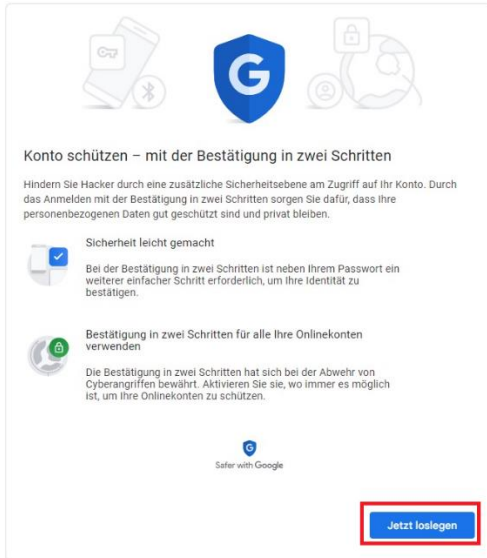 G
Konto schützen – mit der Bestätigung in zwei Schritten
Hindern Sie Hacker durch eine zusätzliche Sicherheitsebene am Zugriff auf Ihr Konto. Durch
das Anmelden mit der Bestätigung in zwei Schritten sorgen Sie dafür, dass Ihre
personenbezogenen Daten gut geschützt sind und privat bleiben.
Sicherheit leicht gemacht
Bei der Bestätigung in zwei Schritten ist neben Ihrem Passwort ein
weiterer einfacher Schritt erforderlich, um Ihre Identität zu
bestätigen.
Bestätigung in zwei Schritten für alle Ihre Onlinekonten
verwenden
Die Bestätigung in zwei Schritten hat sich bei der Abwehr von
Cyberangriffen bewährt. Aktivieren Sie sie, wo immer es möglich
ist, um Ihre Onlinekonten zu schützen.
G
Safer with Google
Jetzt loslegen